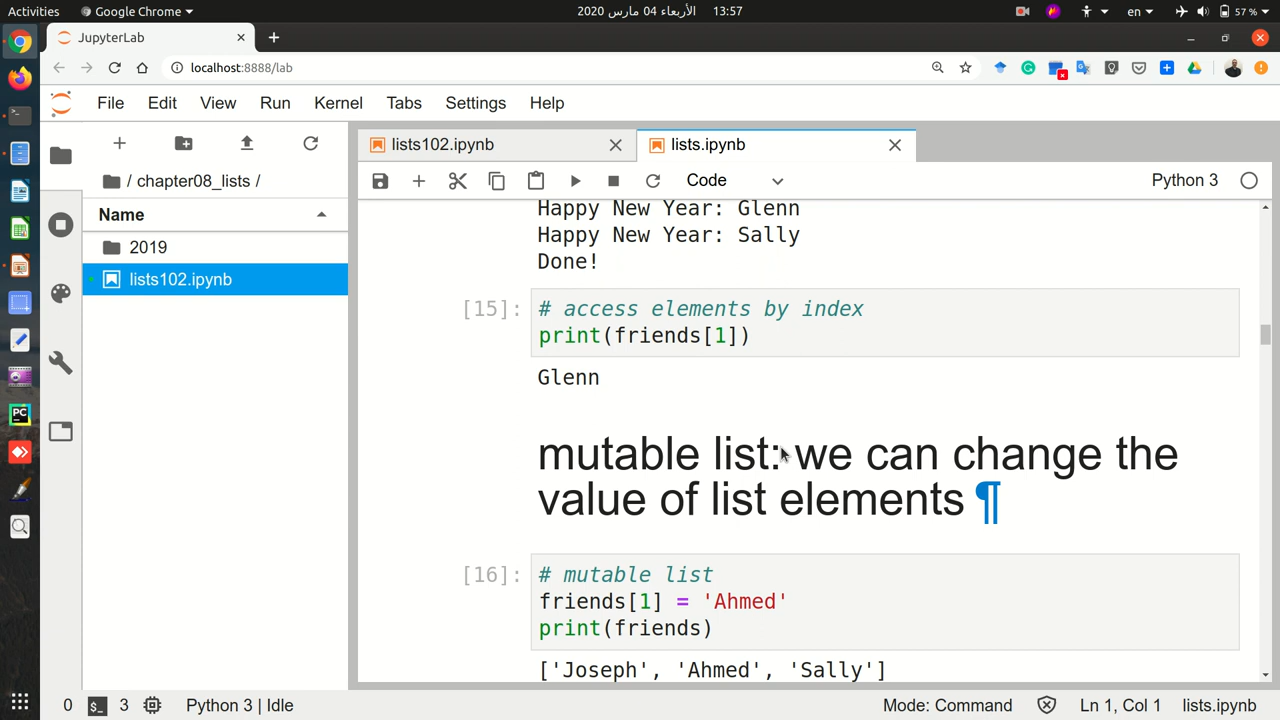 Activities
Google Chrome
الأربعاء 04 مارس 2020
13:57
en
57 %
JupyterLab
localhost:8888/lab
File
Edit
View
Run
Kernel
Tabs
Settings
Help
/ chapter08_lists /
Name
2019
lists102.ipynb
lists102.ipynb
lists.ipynb
Code
Python 3
Happy New Year: Glenn
Happy New Year: Sally
Done!
[15]:
# access elements by index
print(friends[1])
Glenn
mutable list: we can change the
value of list elements ¶
[16]:
# mutable list
friends[1] = 'Ahmed'
print(friends)
['Joseph', 'Ahmed', 'Sally']
PC
0
3
Python 3 | Idle
Mode: Command
Ln 1, Col 1
lists.ipynb